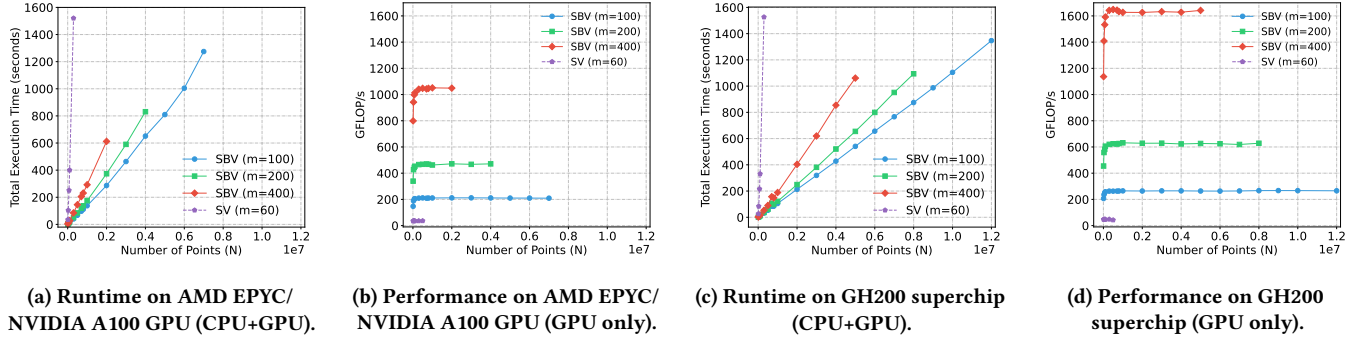 1600
1400
1200
1000
800
600
400
200
0
Total Execution Time (seconds)
0.0 0.2 0.4 0.6 0.8 1.0 1.2
1e7
Number of Points (N)
SBV (m=100)
SBV (m=200)
SBV (m=400)
SV (m=60)
(a) Runtime on AMD EPYC/
NVIDIA A100 GPU (CPU+GPU).
1600
1400
1200
1000
800
600
400
200
0
GFLOP/s
0.0 0.2 0.4 0.6 0.8 1.0 1.2
1e7
Number of Points (N)
SBV (m=100)
SBV (m=200)
SBV (m=400)
SV (m=60)
(b) Performance on AMD EPYC/
NVIDIA A100 GPU (GPU only).
1600
1400
1200
1000
800
600
400
200
0
Total Execution Time (seconds)
0.0 0.2 0.4 0.6 0.8 1.0 1.2
1e7
Number of Points (N)
SBV (m=100)
SBV (m=200)
SBV (m=400)
SV (m=60)
(c) Runtime on GH200 superchip
(CPU+GPU).
1600
1400
1200
1000
800
600
400
200
0
GFLOP/s
0.0 0.2 0.4 0.6 0.8 1.0 1.2
1e7
Number of Points (N)
SBV (m=100)
SBV (m=200)
SBV (m=400)
SV (m=60)
(d) Performance on GH200
superchip (GPU only).